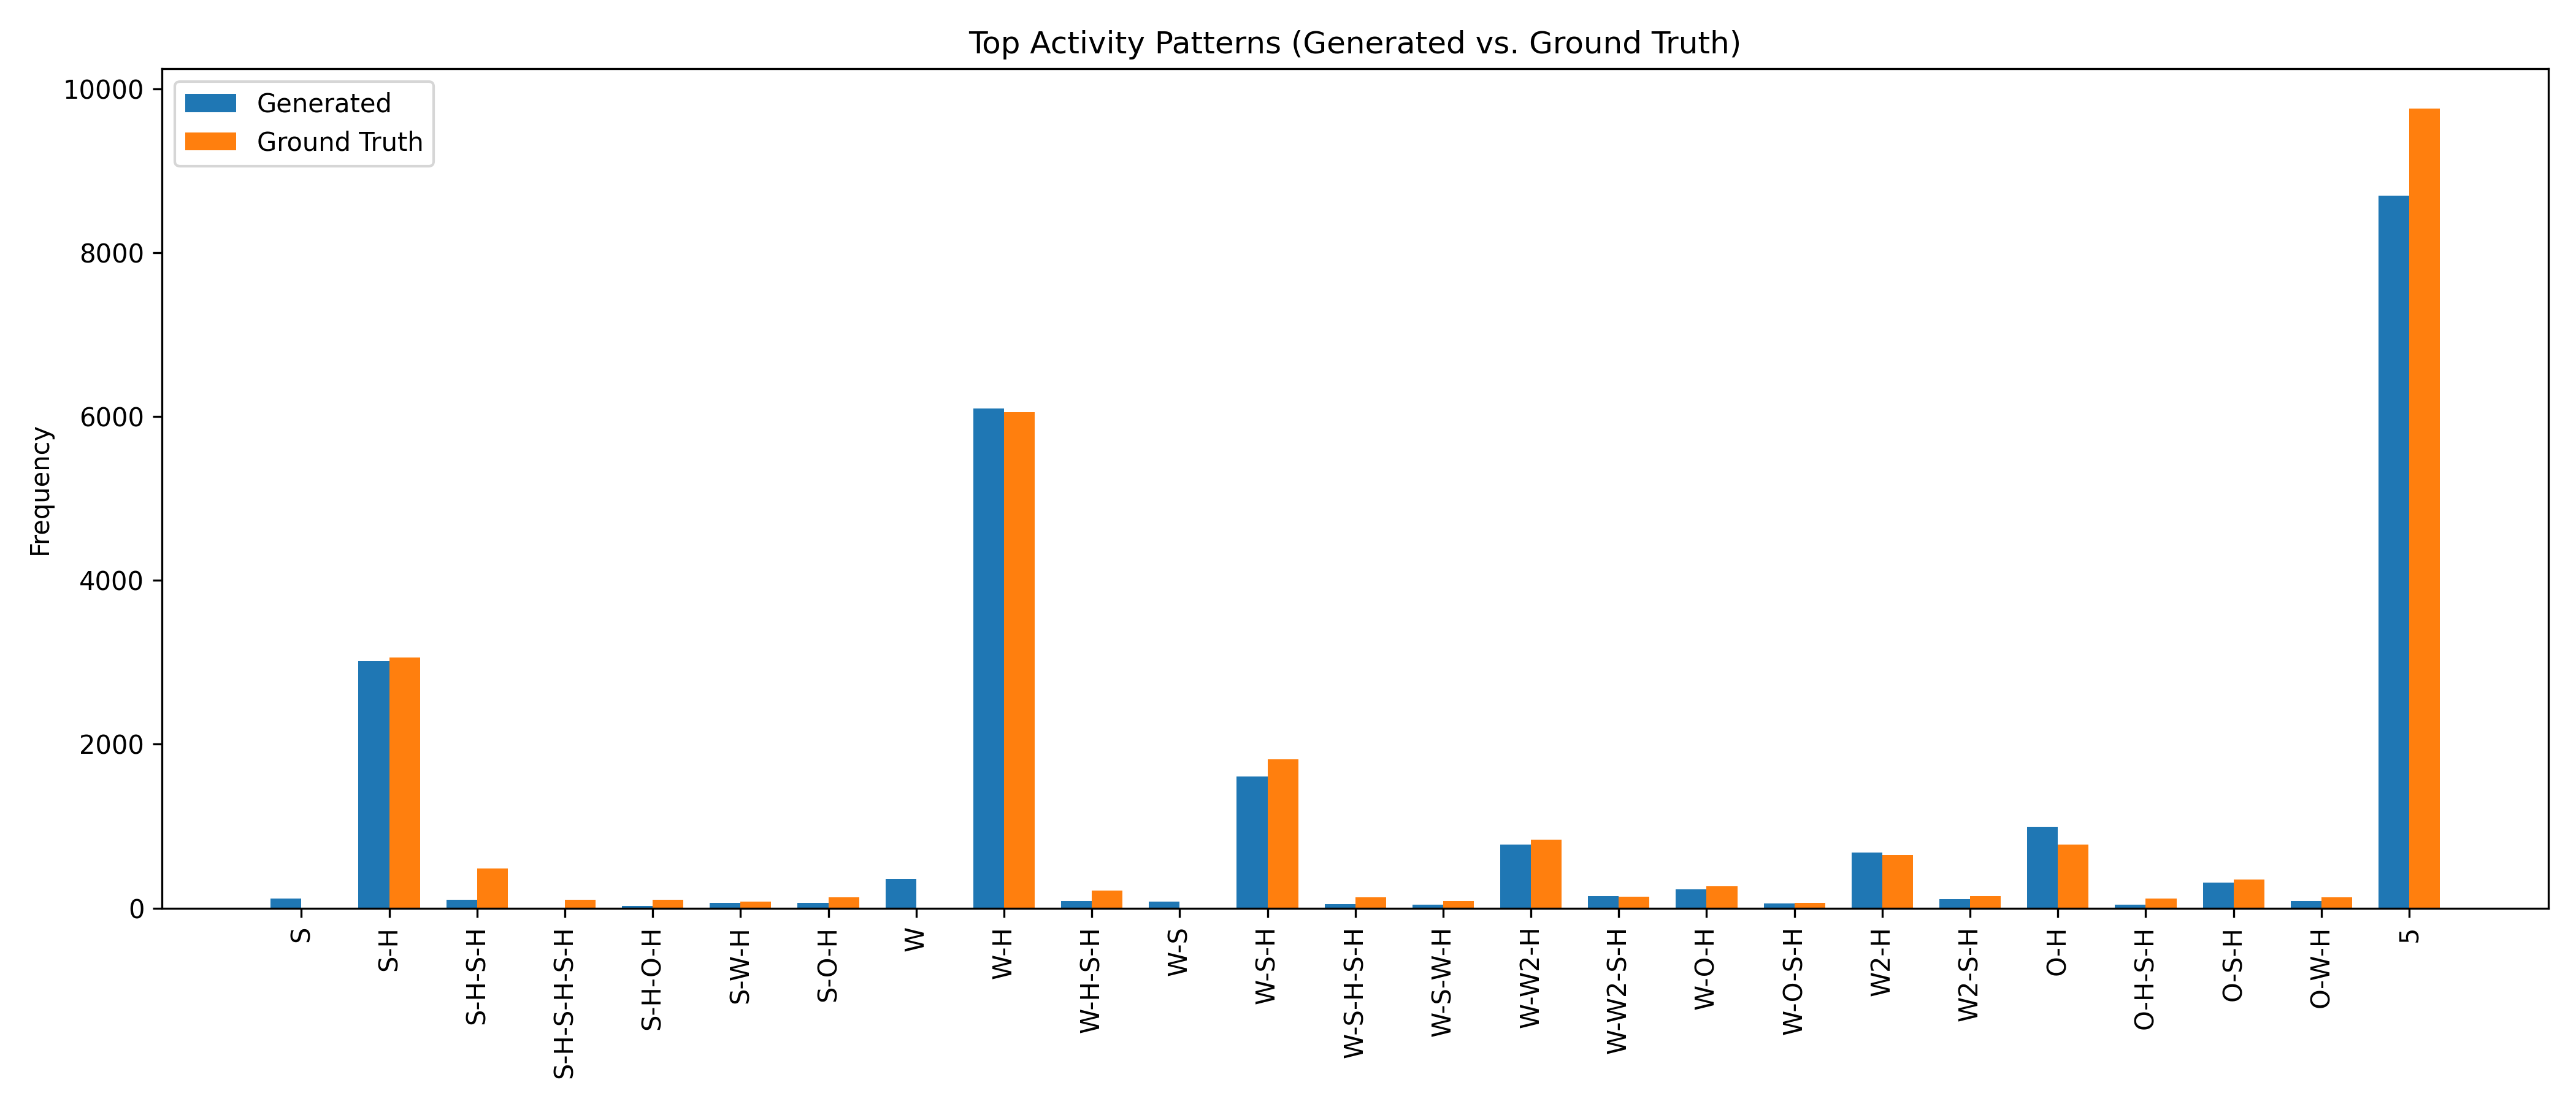 Top Activity Patterns (Generated vs. Ground Truth)
Generated
Ground Truth
Frequency
10000
8000
6000
4000
2000
0
S
S-H
S-H-S-H
S-H-S-H-S-H
S-H-O-H
S-W-H
S-O-H
W
W-H
W-H-S-H
W-S
W-S-H
W-S-H-S-H
W-S-W-H
W-W2-H
W-W2-S-H
W-O-H
W-O-S-H
W2-H
W2-S-H
O-H
O-H-S-H
O-S-H
O-W-H
5